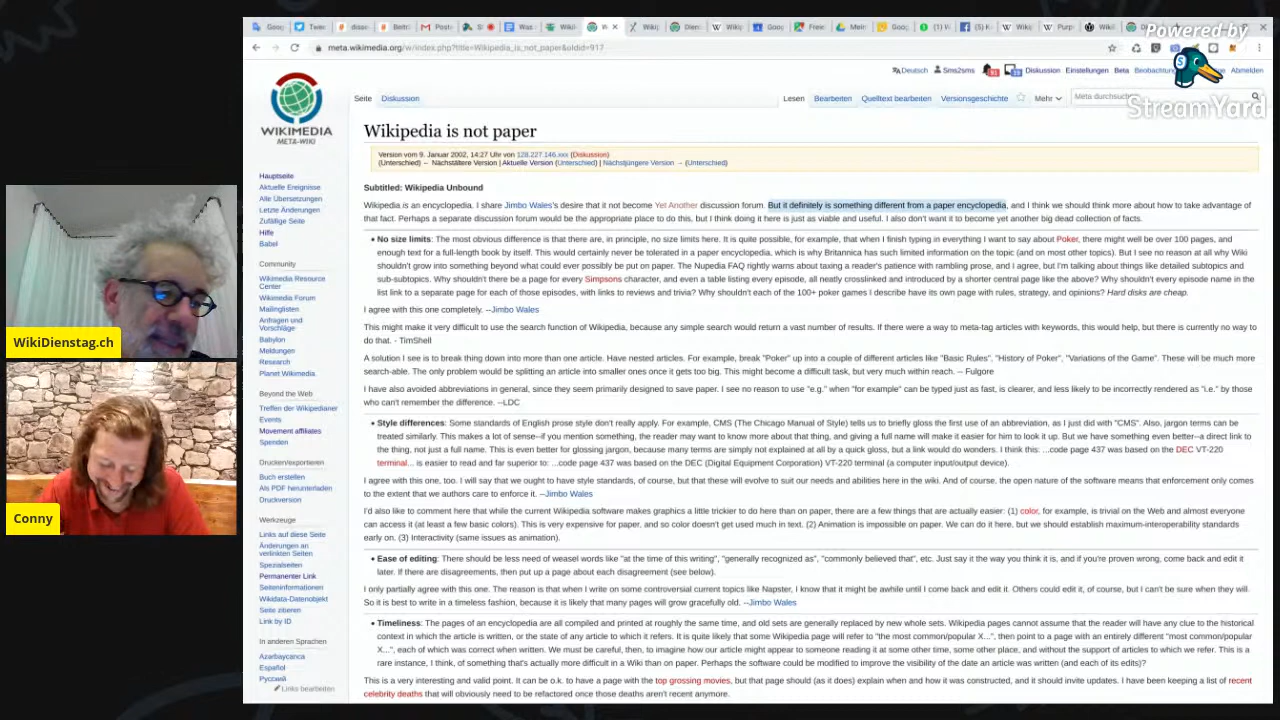 Goog
Twitc
disse
Beitr
Post
S
Was
Wiki
W
Wikip
Dien
Wikip
Goog
Frei
Mein
Goog
(1) V
(5) K
Wikip
Purp
Wiki
meta.wikimedia.org/w/index.php?title=Wikipedia_is_not_paper&oldid=917
Powered by
StreamYard
Deutsch Sms2sms Diskussion Einstellungen Beta Beobachtung Abmelden
Seite Diskussion Lesen Bearbeiten Quelltext bearbeiten Versionsgeschichte Mehr Meta durchsuchen
WIKIMEDIA
META-WIKI
Hauptseite
Aktuelle Ereignisse
Alle Übersetzungen
Letzte Änderungen
Zufällige Seite
Hilfe
Babel
Community
Wikimedia Resource
Center
Wikimedia Forum
Mailinglisten
Anfragen und
Vorschläge
Babylon
Meldungen
Research
Planet Wikimedia
Beyond the Web
Treffen der Wikipedianer
Events
Movement affiliates
Spenden
Drucken/exportieren
Buch erstellen
Als PDF herunterladen
Druckversion
Werkzeuge
Links auf diese Seite
Änderungen an
verlinkten Seiten
Spezialseiten
Permanenter Link
Seiteninformationen
Wikidata-Datenobjekt
Seite zitieren
Link by ID
In anderen Sprachen
Azərbaycanca
Español
Русский
Links bearbeiten
Wikipedia is not paper
Version vom 9. Januar 2002, 14:27 Uhr von 128.227.146.xxx (Diskussion)
(Unterschied) ← Nächstältere Version | Aktuelle Version (Unterschied) | Nächstjüngere Version → (Unterschied)
Subtitled: Wikipedia Unbound
Wikipedia is an encyclopedia. I share Jimbo Wales's desire that it not become Yet Another discussion forum. But it definitely is something different from a paper encyclopedia, and I think we should think more about how to take advantage of
that fact. Perhaps a separate discussion forum would be the appropriate place to do this, but I think doing it here is just as viable and useful. I also don't want it to become yet another big dead collection of facts.
• No size limits: The most obvious difference is that there are, in principle, no size limits here. It is quite possible, for example, that when I finish typing in everything I want to say about Poker, there might well be over 100 pages, and
enough text for a full-length book by itself. This would certainly never be tolerated in a paper encyclopedia, which is why Britannica has such limited information on the topic (and on most other topics). But I see no reason at all why Wiki
shouldn't grow into something beyond what could ever possibly be put on paper. The Nupedia FAQ rightly warns about taxing a reader's patience with rambling prose, and I agree, but I'm talking about things like detailed subtopics and
sub-subtopics. Why shouldn't there be a page for every Simpsons character, and even a table listing every episode, all neatly crosslinked and introduced by a shorter central page like the above? Why shouldn't every episode name in the
list link to a separate page for each of those episodes, with links to reviews and trivia? Why shouldn't each of the 100+ poker games I describe have its own page with rules, strategy, and opinions? Hard disks are cheap.
I agree with this one completely. --Jimbo Wales
This might make it very difficult to use the search function of Wikipedia, because any simple search would return a vast number of results. If there were a way to meta-tag articles with keywords, this would help, but there is currently no way to
do that. - TimShell
A solution I see is to break thing down into more than one article. Have nested articles. For example, break "Poker" up into a couple of different articles like "Basic Rules", "History of Poker", "Variations of the Game". These will be much more
search-able. The only problem would be splitting an article into smaller ones once it gets too big. This might become a difficult task, but very much within reach. -- Fulgore
I have also avoided abbreviations in general, since they seem primarily designed to save paper. I see no reason to use "e.g." when "for example" can be typed just as fast, is clearer, and less likely to be incorrectly rendered as "i.e." by those
who can't remember the difference. --LDC
• Style differences: Some standards of English prose style don't really apply. For example, CMS (The Chicago Manual of Style) tells us to briefly gloss the first use of an abbreviation, as I just did with "CMS". Also, jargon terms can be
treated similarly. This makes a lot of sense--if you mention something, the reader may want to know more about that thing, and giving a full name will make it easier for him to look it up. But we have something even better--a direct link to
the thing, not just a full name. This is even better for glossing jargon, because many terms are simply not explained at all by a quick gloss, but a link would do wonders. I think this: ...code page 437 was based on the DEC VT-220
terminal... is easier to read and far superior to: ...code page 437 was based on the DEC (Digital Equipment Corporation) VT-220 terminal (a computer input/output device).
I agree with this one, too. I will say that we ought to have style standards, of course, but that these will evolve to suit our needs and abilities here in the wiki. And of course, the open nature of the software means that enforcement only comes
to the extent that we authors care to enforce it. --Jimbo Wales
I'd also like to comment here that while the current Wikipedia software makes graphics a little trickier to do here than on paper, there are a few things that are actually easier: (1) color, for example, is trivial on the Web and almost everyone
can access it (at least a few basic colors). This is very expensive for paper, and so color doesn't get used much in text. (2) Animation is impossible on paper. We can do it here, but we should establish maximum-interoperability standards
early on. (3) Interactivity (same issues as animation).
• Ease of editing: There should be less need of weasel words like "at the time of this writing", "generally recognized as", "commonly believed that", etc. Just say it the way you think it is, and if you're proven wrong, come back and edit it
later. If there are disagreements, then put up a page about each disagreement (see below).
I only partially agree with this one. The reason is that when I write on some controversial current topics like Napster, I know that it might be awhile until I come back and edit it. Others could edit it, of course, but I can't be sure when they will.
So it is best to write in a timeless fashion, because it is likely that many pages will grow gracefully old. --Jimbo Wales
• Timeliness: The pages of an encyclopedia are all compiled and printed at roughly the same time, and old sets are generally replaced by new whole sets. Wikipedia pages cannot assume that the reader will have any clue to the historical
context in which the article is written, or the state of any article to which it refers. It is quite likely that some Wikipedia page will refer to "the most common/popular X...", then point to a page with an entirely different "most common/popular
X...", each of which was correct when written. We must be careful, then, to imagine how our article might appear to someone reading it at some other time, some other place, and without the support of articles to which we refer. This is a
rare instance, I think, of something that's actually more difficult in a Wiki than on paper. Perhaps the software could be modified to improve the visibility of the date an article was written (and each of its edits)?
This is a very interesting and valid point. It can be o.k. to have a page with the top grossing movies, but that page should (as it does) explain when and how it was constructed, and it should invite updates. I have been keeping a list of recent
celebrity deaths that will obviously need to be refactored once those deaths aren't recent anymore.
WikiDienstag.ch
Conny